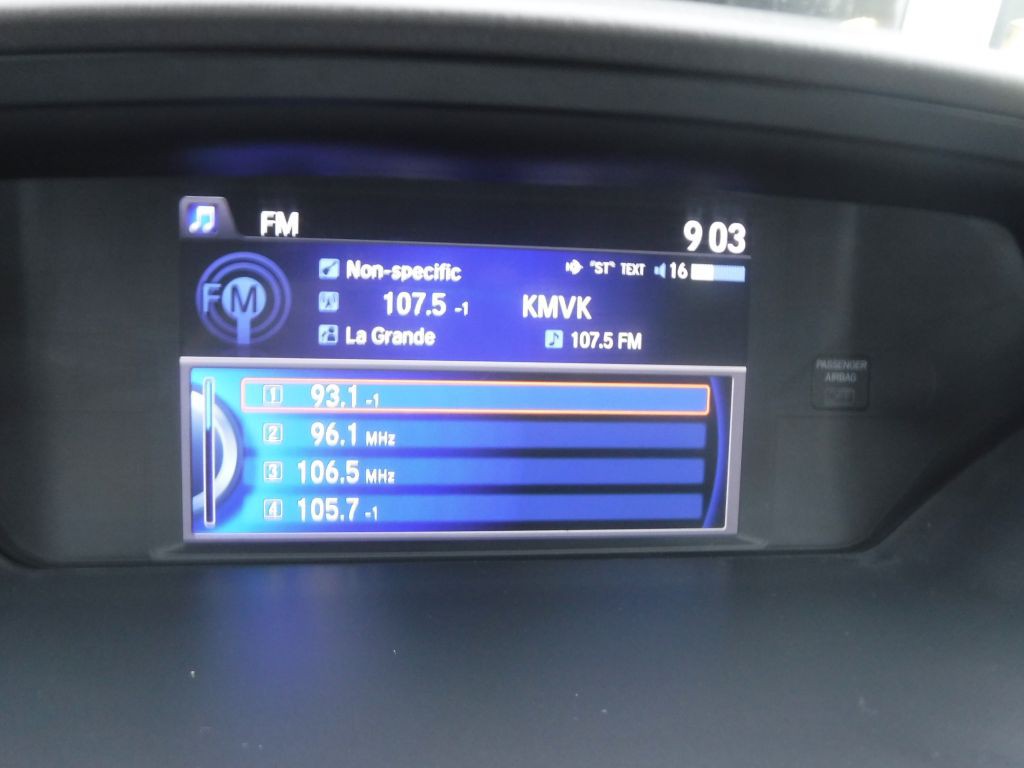 FM
9 03
FM
Non-specific
"ST" TEXT
16
107.5 -1
KMVK
La Grande
107.5 FM
1 93.1 -1
2 96.1 MHz
3 106.5 MHz
4 105.7 -1
PASSENGER
AIRBAG